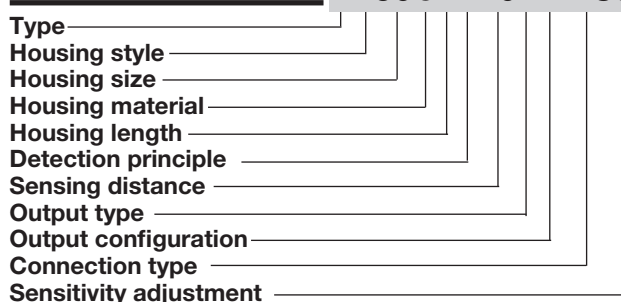 Type
Housing style
Housing size
Housing material
Housing length
Detection principle
Sensing distance
Output type
Output configuration
Connection type
Sensitivity adjustment